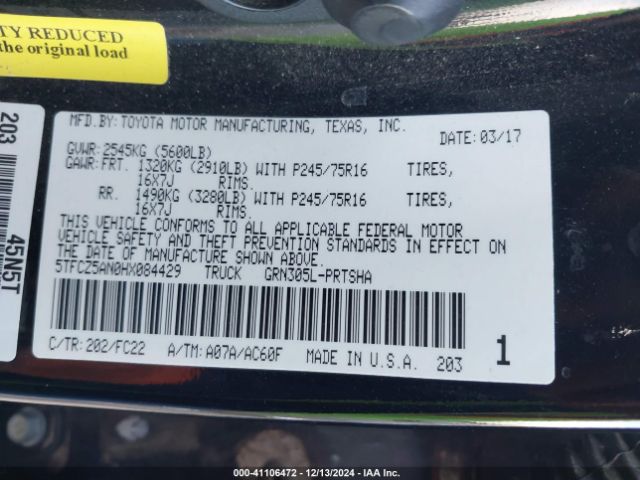 TY REDUCED
the original load
203
45IN5T
MFD.BY:TOYOTA MOTOR MANUFACTURING, TEXAS, INC.
DATE:03/17
GVWR:2545KG (5600LB)
GAWR:FRT. 1320KG (2910LB) WITH P245/75R16 TIRES,
16X7J RIMS.
RR. 1490KG (3280LB) WITH P245/75R16 TIRES,
16X7J RIMS.
THIS VEHICLE CONFORMS TO ALL APPLICABLE FEDERAL MOTOR
VEHICLE SAFETY AND THEFT PREVENTION STANDARDS IN EFFECT ON
THE DATE OF MANUFACTURE SHOWN ABOVE.
5TFCZ5AN0HX084429 TRUCK GRN305L-PRTSHA
C/TR:202/FC22 A/TM:A07A/AC60F MADE IN U.S.A. 203 1
000-41106472 - 12/13/2024 - IAA Inc.